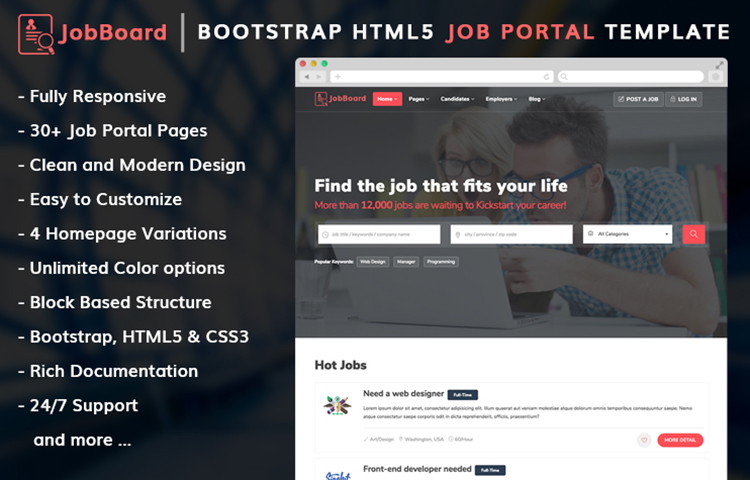 JobBoard | BOOTSTRAP HTML5 JOB PORTAL TEMPLATE
- Fully Responsive
- 30+ Job Portal Pages
- Clean and Modern Design
- Easy to Customize
- 4 Homepage Variations
- Unlimited Color options
- Block Based Structure
- Bootstrap, HTML5 & CSS3
- Rich Documentation
- 24/7 Support
and more ...
JobBoard Home Pages Candidates Employers Blog POST A JOB LOG IN
Find the job that fits your life
More than 12,000 jobs are waiting to Kickstart your career!
job title / keywords / company name city / province / zip code All Categories
Popular Keywords: Web Design Manager Programming
Hot Jobs
Need a web designer Full-Time
Lorem ipsum dolor sit amet, consectetur adipisicing elit. Illum quaerat aut veniam molestiae atque dolorum omnis temporibus consequuntur saepe. Nemo
atque consectetur saepe corporis odit in dicta reprehenderit, officiis, praesentium?
Art/Design Washington, USA 60/Hour MORE DETAIL
Front-end developer needed Full-Time